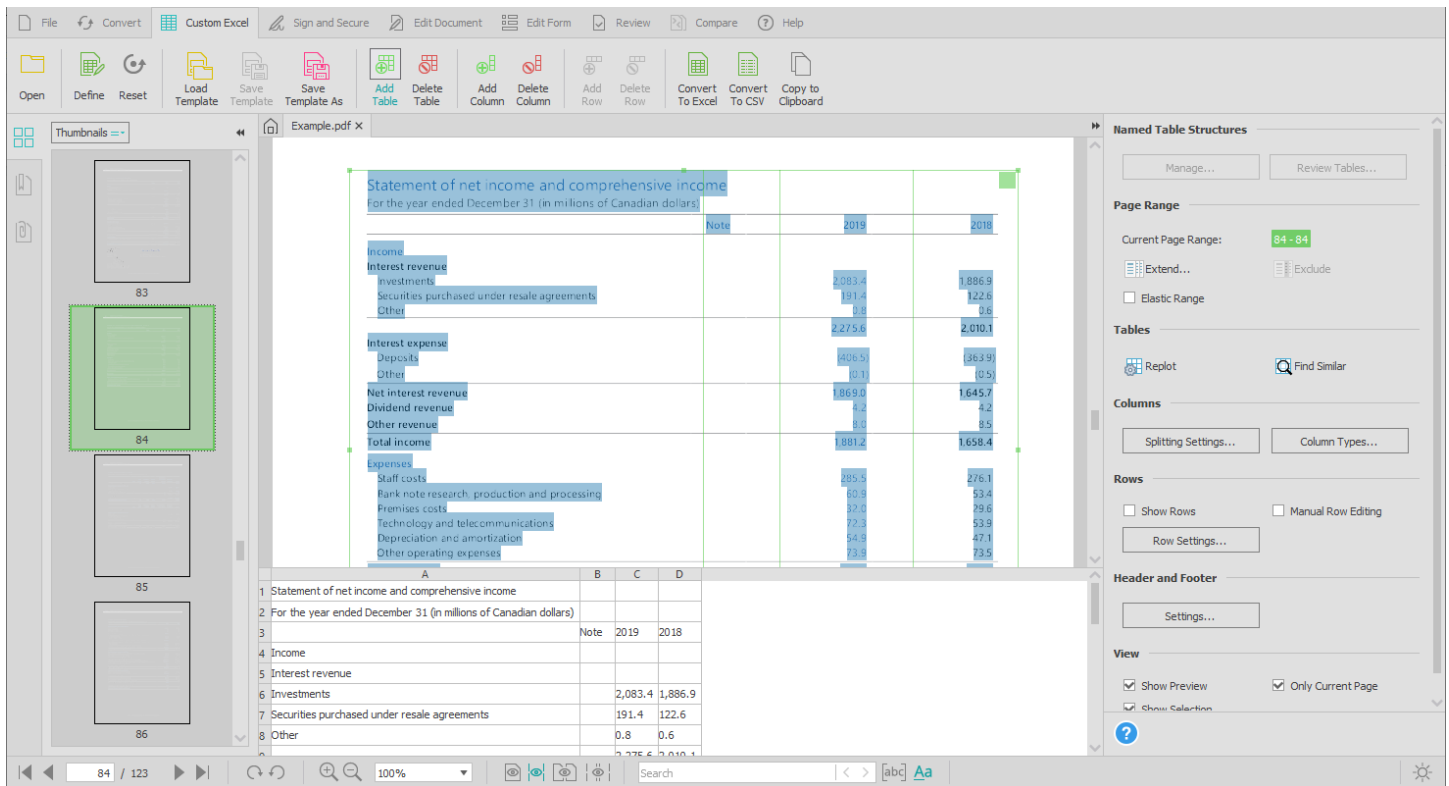 File Convert Custom Excel Sign and Secure Edit Document Edit Form Review Compare Help
Open Define Reset Load Template Save Template Save Template As Add Table Delete Table Add Column Delete Column Add Row Delete Row Convert To Excel Convert To CSV Copy to Clipboard
Thumbnails
83
84
85
86
Example.pdf
Statement of net income and comprehensive income
For the year ended December 31 (in millions of Canadian dollars)
Note 2019 2018
Income
Interest revenue
Investments 2,083.4 1,886.9
Securities purchased under resale agreements 191.4 122.6
Other 0.8 0.6
2,275.6 2,010.1
Interest expense
Deposits (406.5) (363.9)
Other (0.1) (0.5)
Net interest revenue 1,869.0 1,645.7
Dividend revenue 4.2 4.2
Other revenue 8.0 8.5
Total income 1,881.2 1,658.4
Expenses
Staff costs 285.5 276.1
Bank note research, production and processing 60.9 53.4
Premises costs 32.0 29.6
Technology and telecommunications 72.3 53.9
Depreciation and amortization 54.9 47.1
Other operating expenses 73.9 73.5
A B C D
1 Statement of net income and comprehensive income
2 For the year ended December 31 (in millions of Canadian dollars)
3 Note 2019 2018
4 Income
5 Interest revenue
6 Investments 2,083.4 1,886.9
7 Securities purchased under resale agreements 191.4 122.6
8 Other 0.8 0.6
9 2,275.6 2,010.1
Named Table Structures
Manage... Review Tables...
Page Range
Current Page Range: 84 - 84
Extend... Exclude
Elastic Range
Tables
Replot Find Similar
Columns
Splitting Settings... Column Types...
Rows
Show Rows Manual Row Editing
Row Settings...
Header and Footer
Settings...
View
Show Preview Only Current Page
Show Selection
?
84 / 123 100% Search [abc] Aa